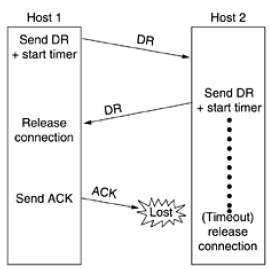 Host 1
Host 2
Send DR
+ start timer
DR
Send DR
+ start timer
DR
Release
connection
Send ACK
ACK
Lost
(Timeout)
release
connection